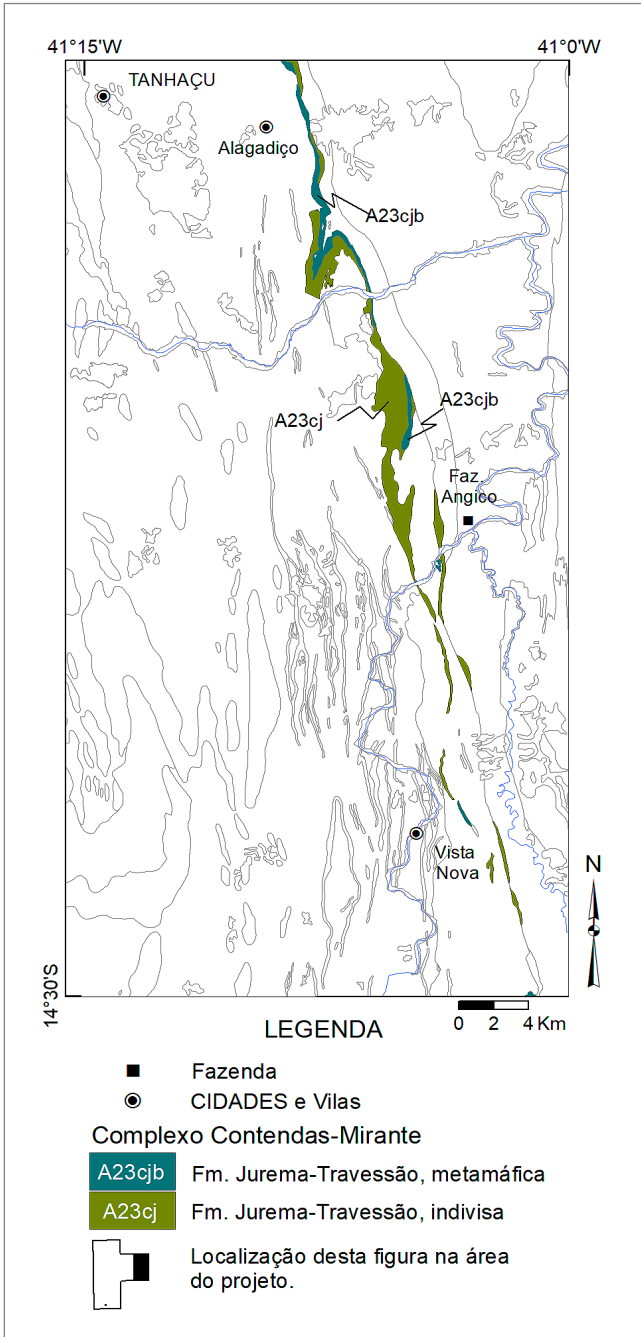 41°15'W
41°0'W
TANHAÇU
Alagadiço
A23cjb
A23cjb
A23cj
Faz.
Angico
Vista
Nova
N
14°30'S
0 2 4 Km
LEGENDA
Fazenda
CIDADES e Vilas
Complexo Contendas-Mirante
A23cjb Fm. Jurema-Travessão, metamáfica
A23cj Fm. Jurema-Travessão, indivisa
Localização desta figura na área
do projeto.